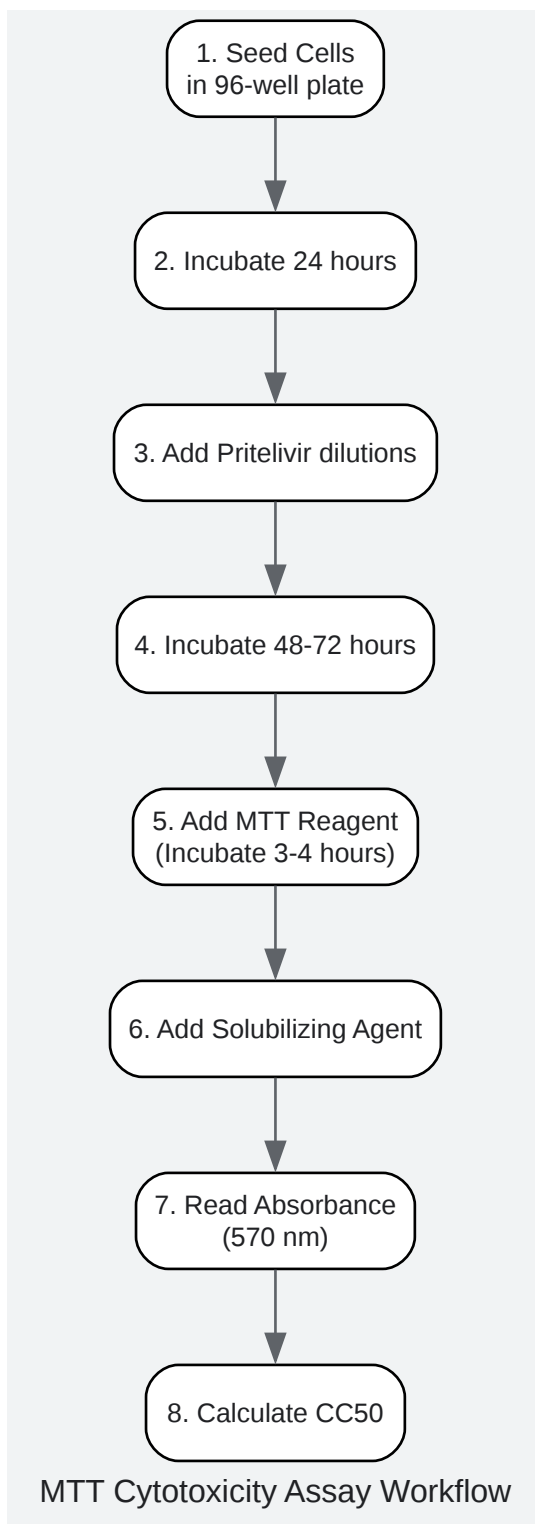 1. Seed Cells
in 96-well plate
2. Incubate 24 hours
3. Add Pritelivir dilutions
4. Incubate 48-72 hours
5. Add MTT Reagent
(Incubate 3-4 hours)
6. Add Solubilizing Agent
7. Read Absorbance
(570 nm)
8. Calculate CC50
MTT Cytotoxicity Assay Workflow